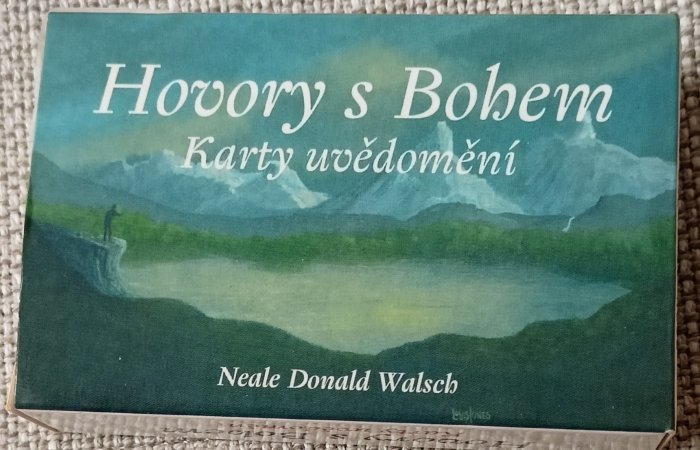 Hovory s Bohem
Karty uvědomění
Neale Donald Walsch